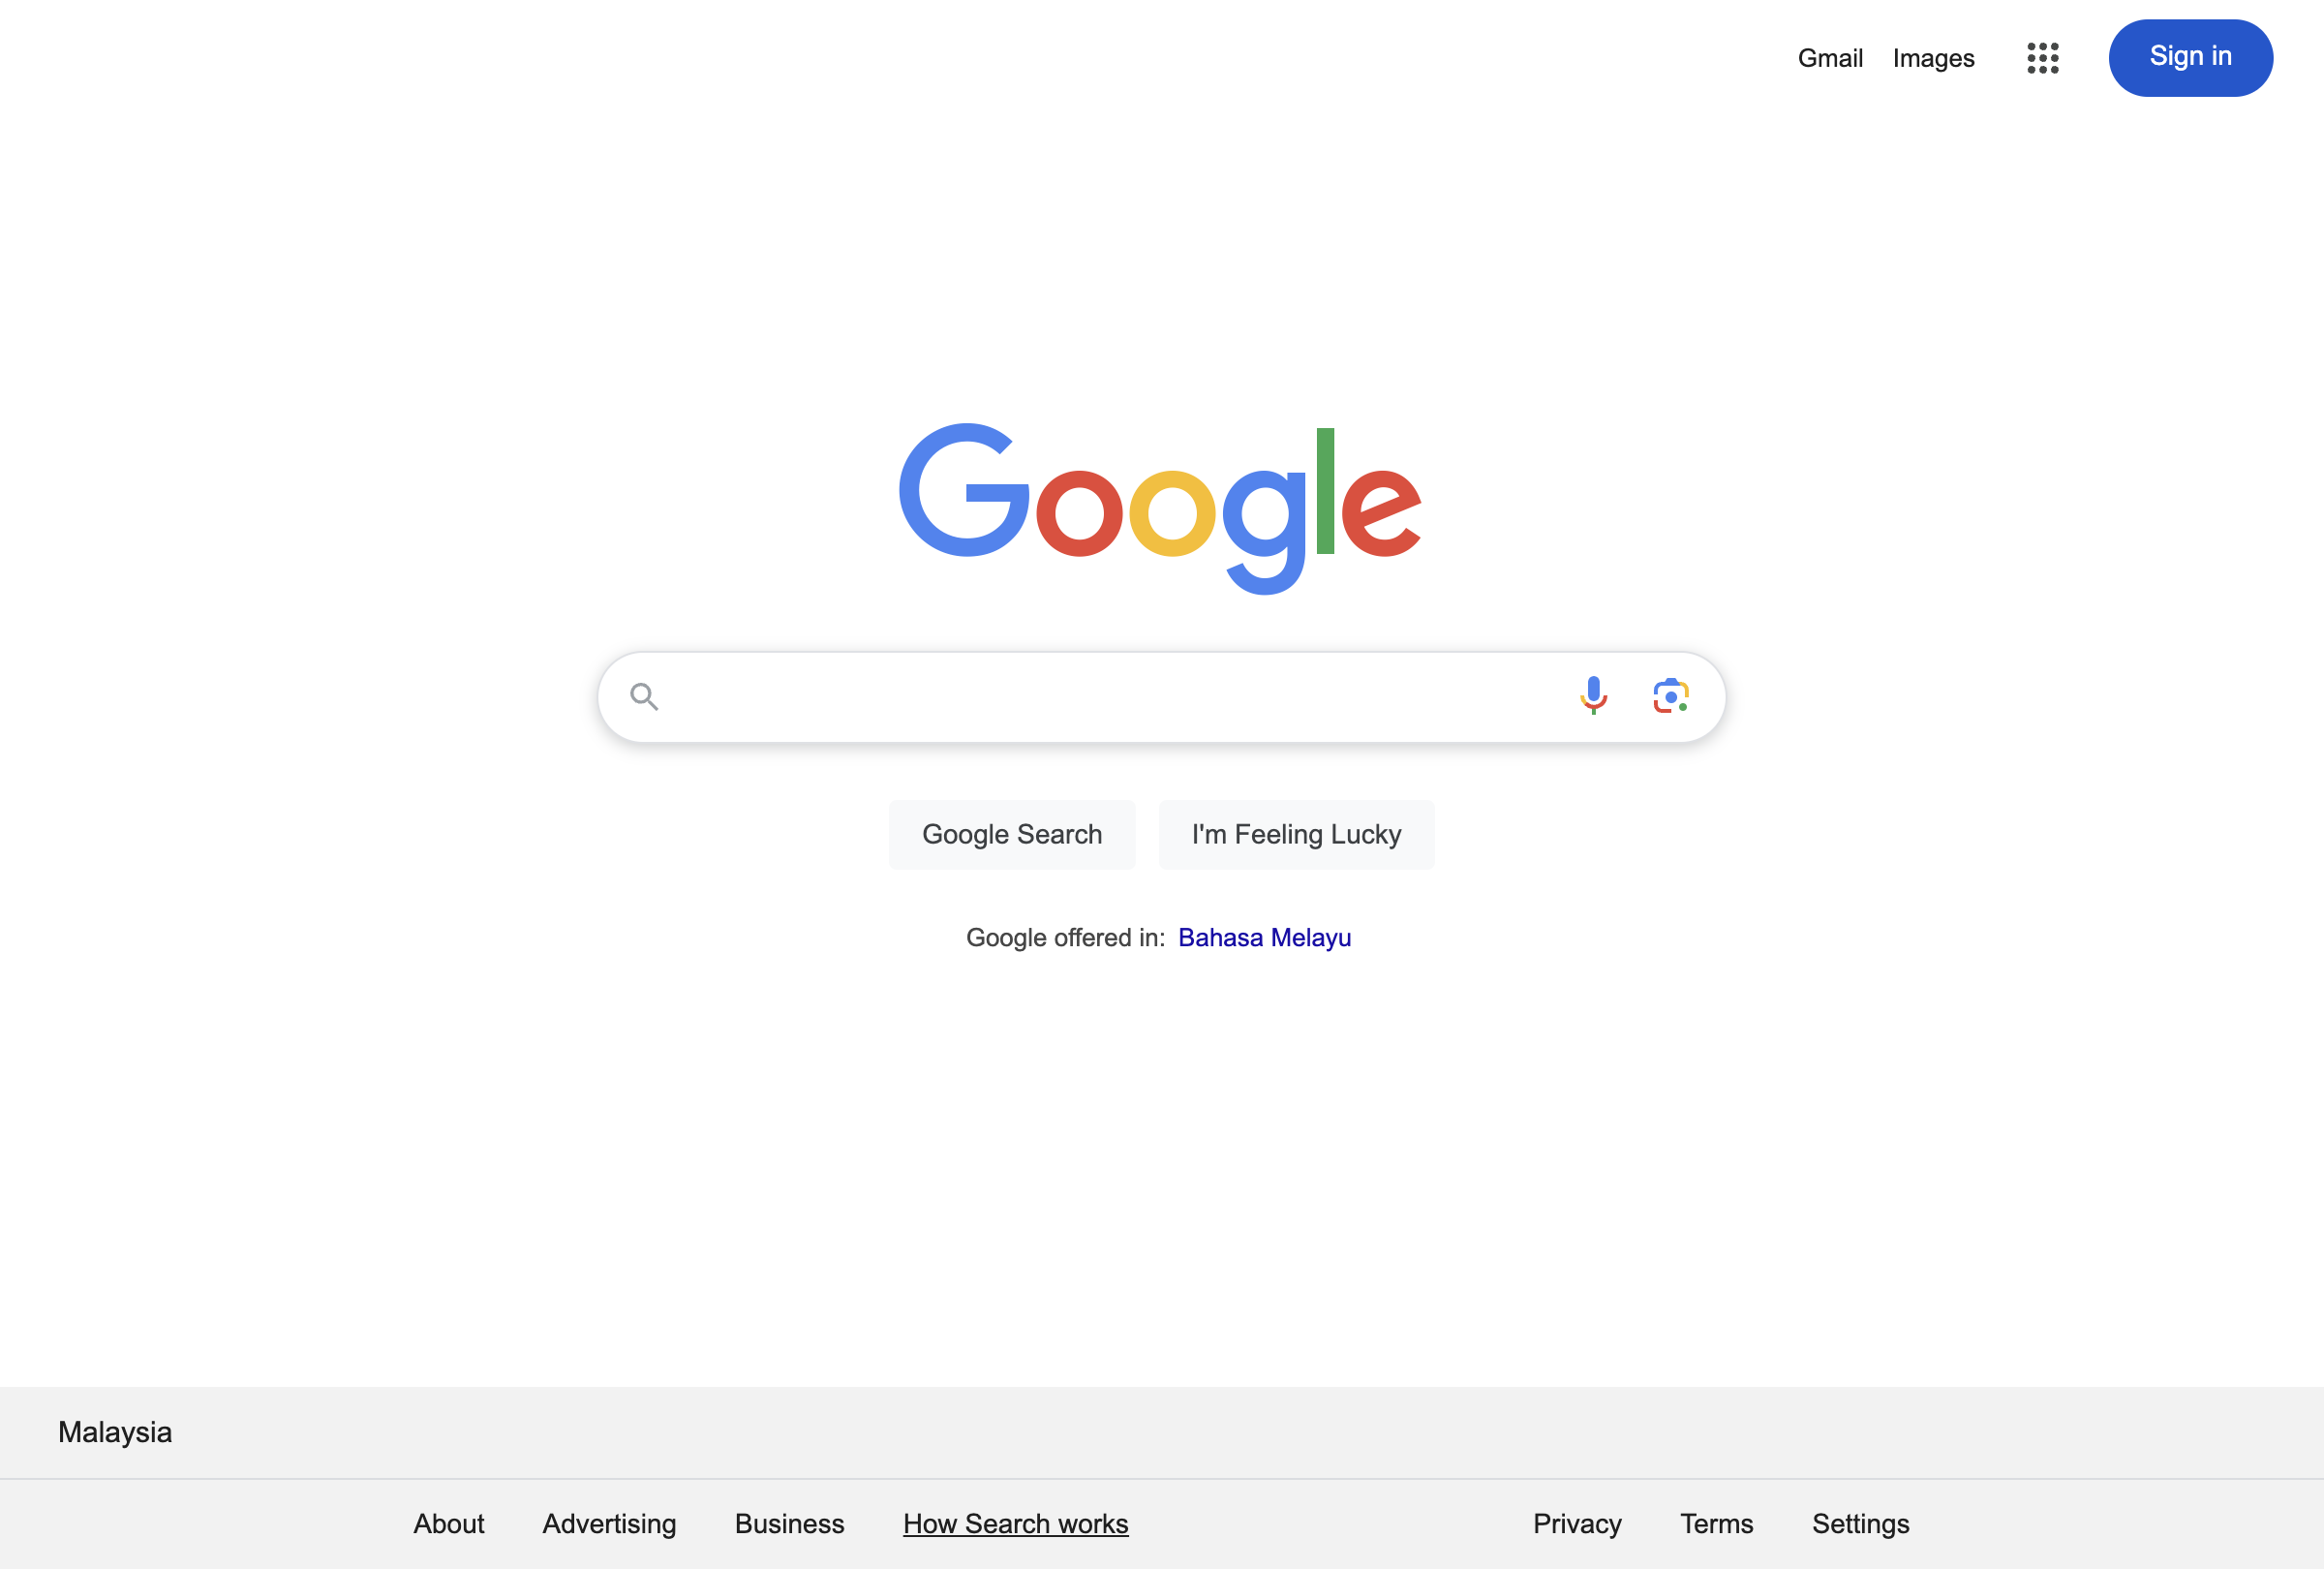 Gmail Images Sign in
Google
Google Search I'm Feeling Lucky
Google offered in: Bahasa Melayu
Malaysia
About Advertising Business How Search works Privacy Terms Settings